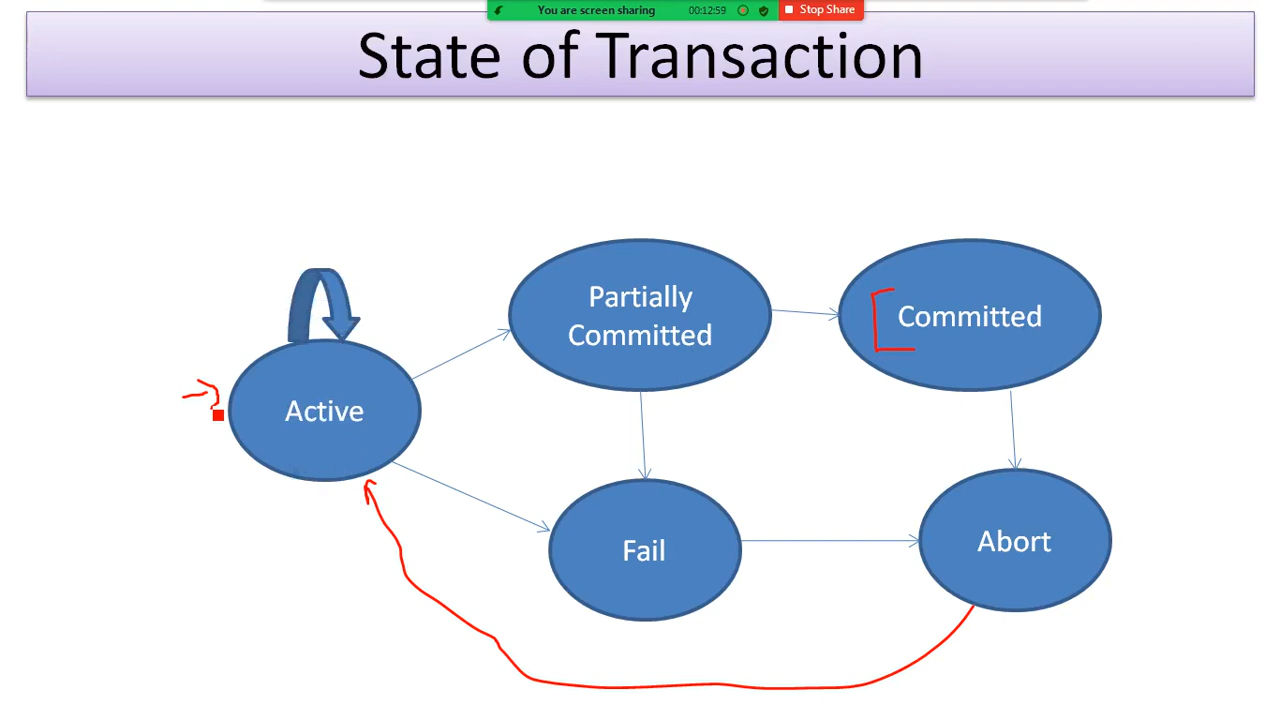 You are screen sharing 00:12:59 Stop Share
State of Transaction
Partially
Committed
Committed
Active
Fail
Abort